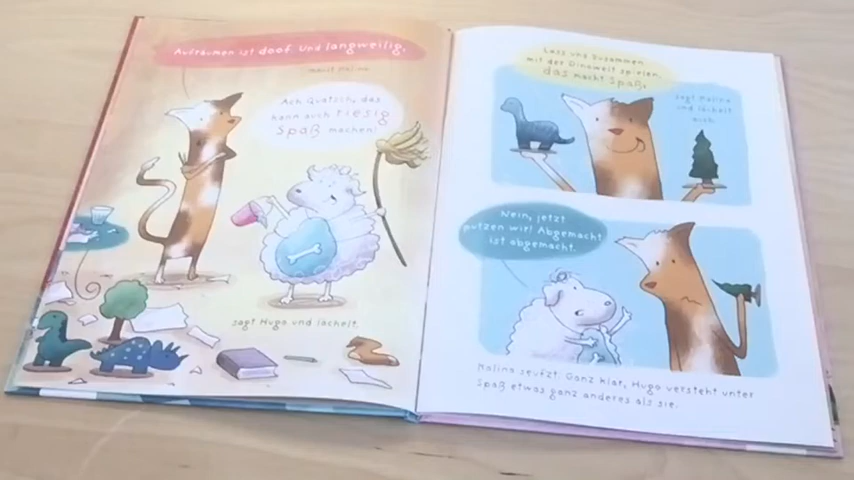 Aufräumen ist doof. Und langweilig,
mault Malina.
Ach Quatsch, das
kann auch riesig
Spaß machen!
sagt Hugo und lächelt.
Lass uns zusammen
mit der Dinowelt spielen,
das macht Spaß,
sagt Malina
und lächelt
auch.
Nein, jetzt
putzen wir! Abgemacht
ist abgemacht.
Malina seufzt. Ganz klar, Hugo versteht unter
Spaß etwas ganz anderes als sie.